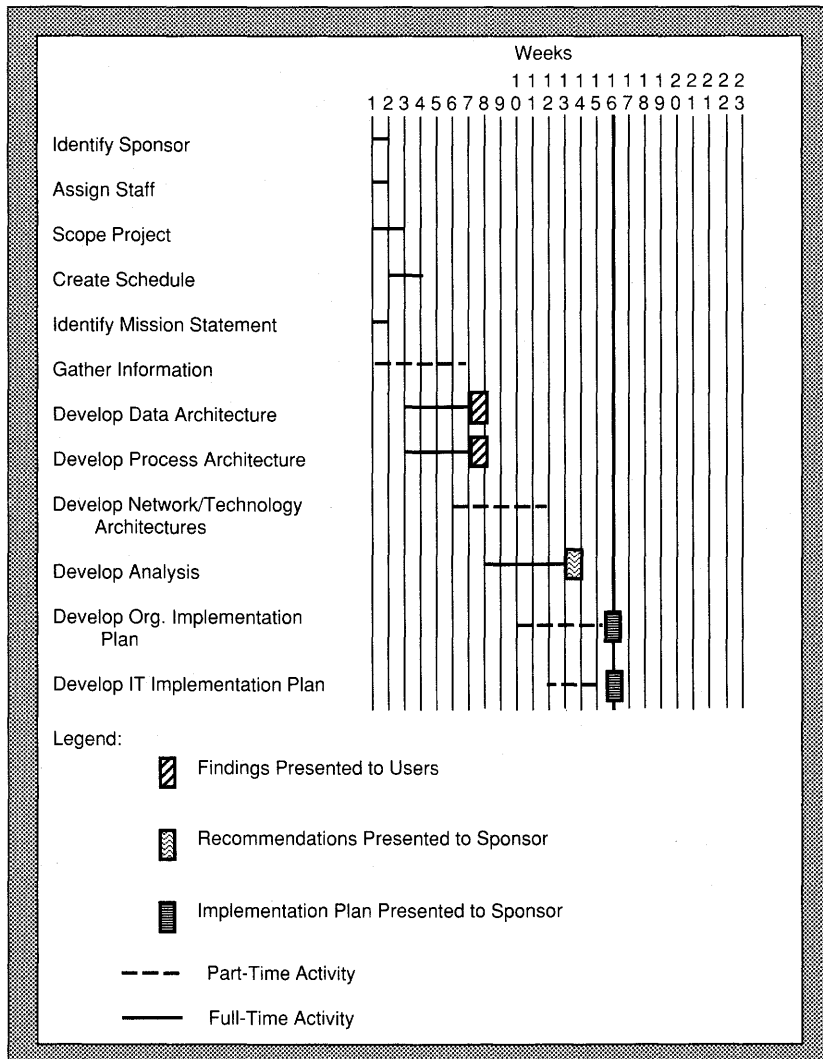 Weeks
1 1 1 1 1 1 1 1 1 1 2 2 2 2
1 2 3 4 5 6 7 8 9 0 1 2 3 4 5 6 7 8 9 0 1 2 3
Identify Sponsor
Assign Staff
Scope Project
Create Schedule
Identify Mission Statement
Gather Information
Develop Data Architecture
Develop Process Architecture
Develop Network/Technology
Architectures
Develop Analysis
Develop Org. Implementation
Plan
Develop IT Implementation Plan
Legend:
Findings Presented to Users
Recommendations Presented to Sponsor
Implementation Plan Presented to Sponsor
Part-Time Activity
Full-Time Activity